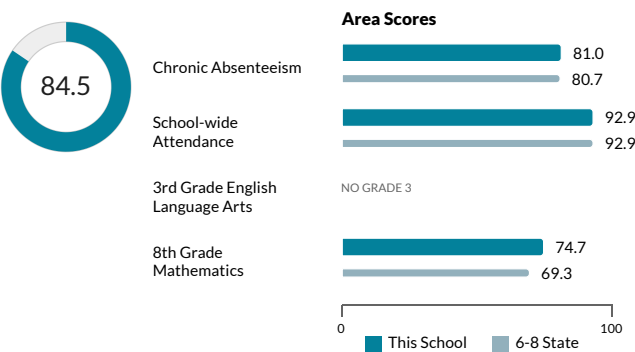 Area Scores
84.5
Chronic Absenteeism
81.0
80.7
School-wide
Attendance
92.9
92.9
3rd Grade English
Language Arts
NO GRADE 3
8th Grade
Mathematics
74.7
69.3
0 100
This School 6-8 State